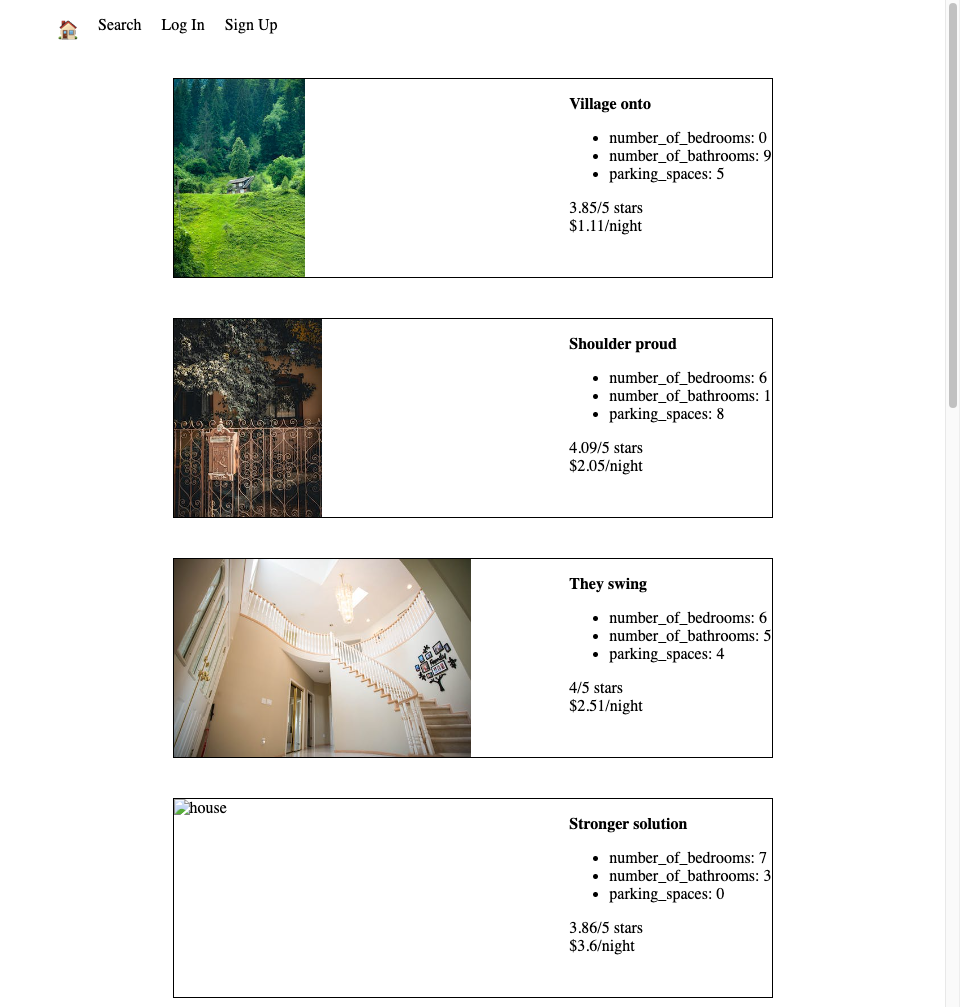 Search Log In Sign Up
Village onto
number_of_bedrooms: 0
number_of_bathrooms: 9
parking_spaces: 5
3.85/5 stars
$1.11/night
Shoulder proud
number_of_bedrooms: 6
number_of_bathrooms: 1
parking_spaces: 8
4.09/5 stars
$2.05/night
They swing
number_of_bedrooms: 6
number_of_bathrooms: 5
parking_spaces: 4
4/5 stars
$2.51/night
house
Stronger solution
number_of_bedrooms: 7
number_of_bathrooms: 3
parking_spaces: 0
3.86/5 stars
$3.6/night